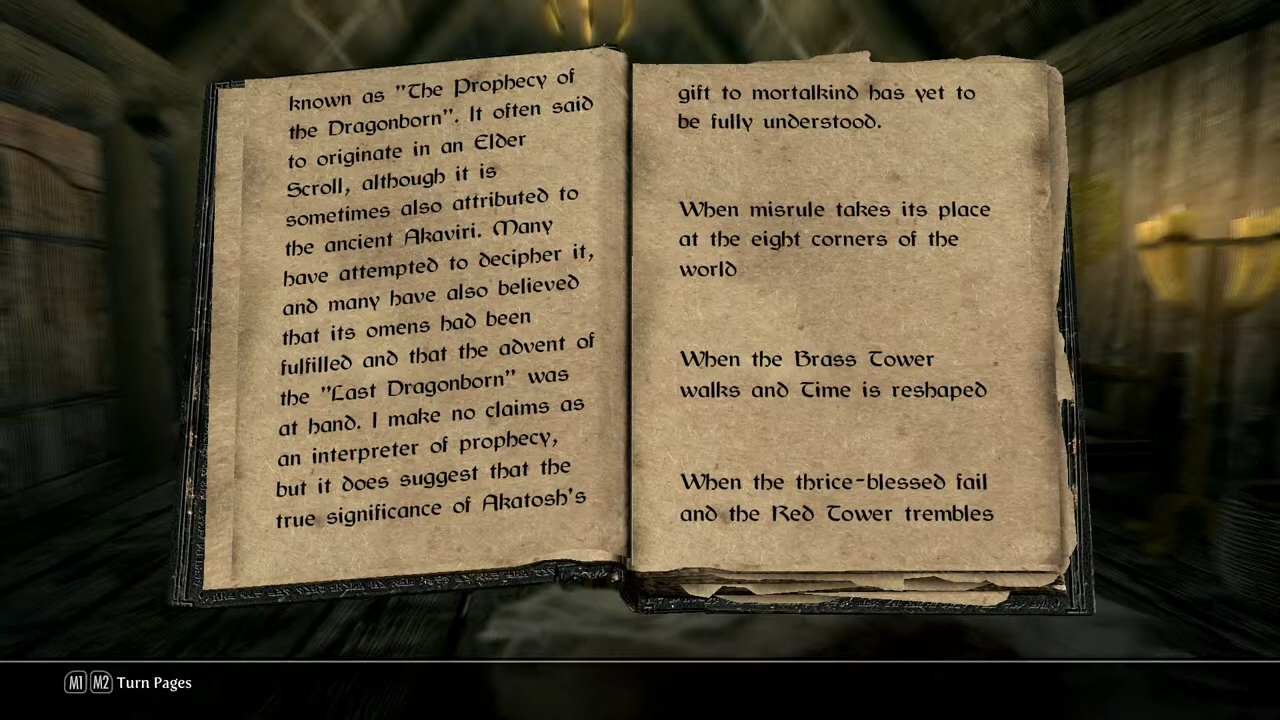 known as "The Prophecy of
the Dragonborn". It often said
to originate in an Elder
Scroll, although it is
sometimes also attributed to
the ancient Akaviri. Many
have attempted to decipher it,
and many have also believed
that its omens had been
fulfilled and that the advent of
the "Last Dragonborn" was
at hand. I make no claims as
an interpreter of prophecy,
but it does suggest that the
true significance of Akatosh's
gift to mortalkind has yet to
be fully understood.
When misrule takes its place
at the eight corners of the
world
When the Brass Tower
walks and Time is reshaped
When the thrice-blessed fail
and the Red Tower trembles
M1 M2 Turn Pages